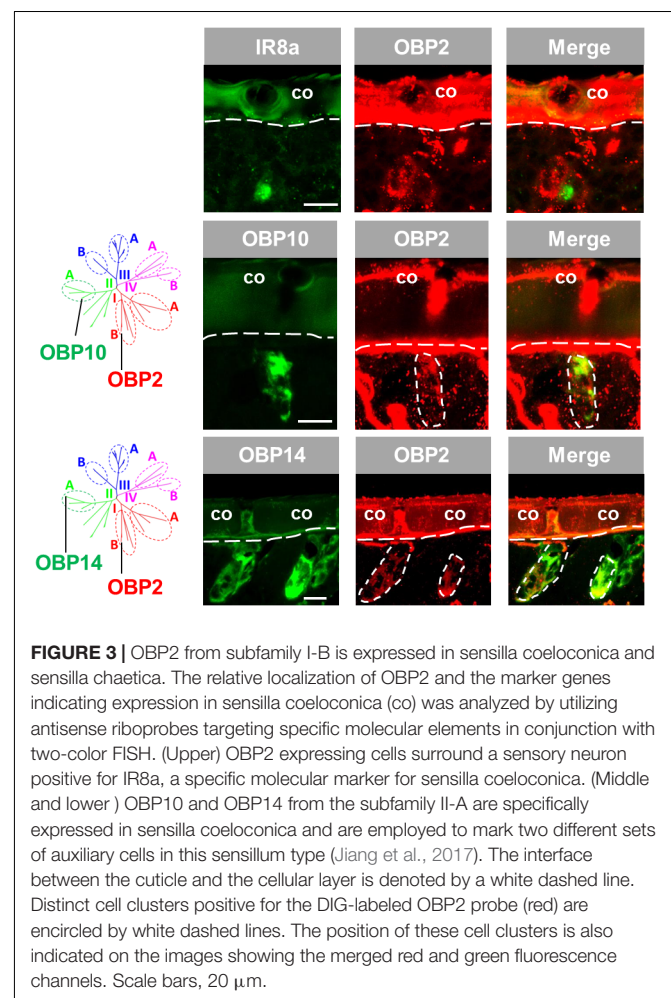 IR8a OBP2 Merge
co co co
OBP10 OBP2 Merge
co co co
A
B A
A III
II IV
I B
A
B
OBP10
OBP2
OBP14 OBP2 Merge
co co co co co co
A
B A
A III
II IV
I B
A
B
OBP14
OBP2
FIGURE 3 | OBP2 from subfamily I-B is expressed in sensilla coeloconica and
sensilla chaetica. The relative localization of OBP2 and the marker genes
indicating expression in sensilla coeloconica (co) was analyzed by utilizing
antisense riboprobes targeting specific molecular elements in conjunction with
two-color FISH. (Upper) OBP2 expressing cells surround a sensory neuron
positive for IR8a, a specific molecular marker for sensilla coeloconica. (Middle
and lower ) OBP10 and OBP14 from the subfamily II-A are specifically
expressed in sensilla coeloconica and are employed to mark two different sets
of auxiliary cells in this sensillum type (Jiang et al., 2017). The interface
between the cuticle and the cellular layer is denoted by a white dashed line.
Distinct cell clusters positive for the DIG-labeled OBP2 probe (red) are
encircled by white dashed lines. The position of these cell clusters is also
indicated on the images showing the merged red and green fluorescence
channels. Scale bars, 20 μm.